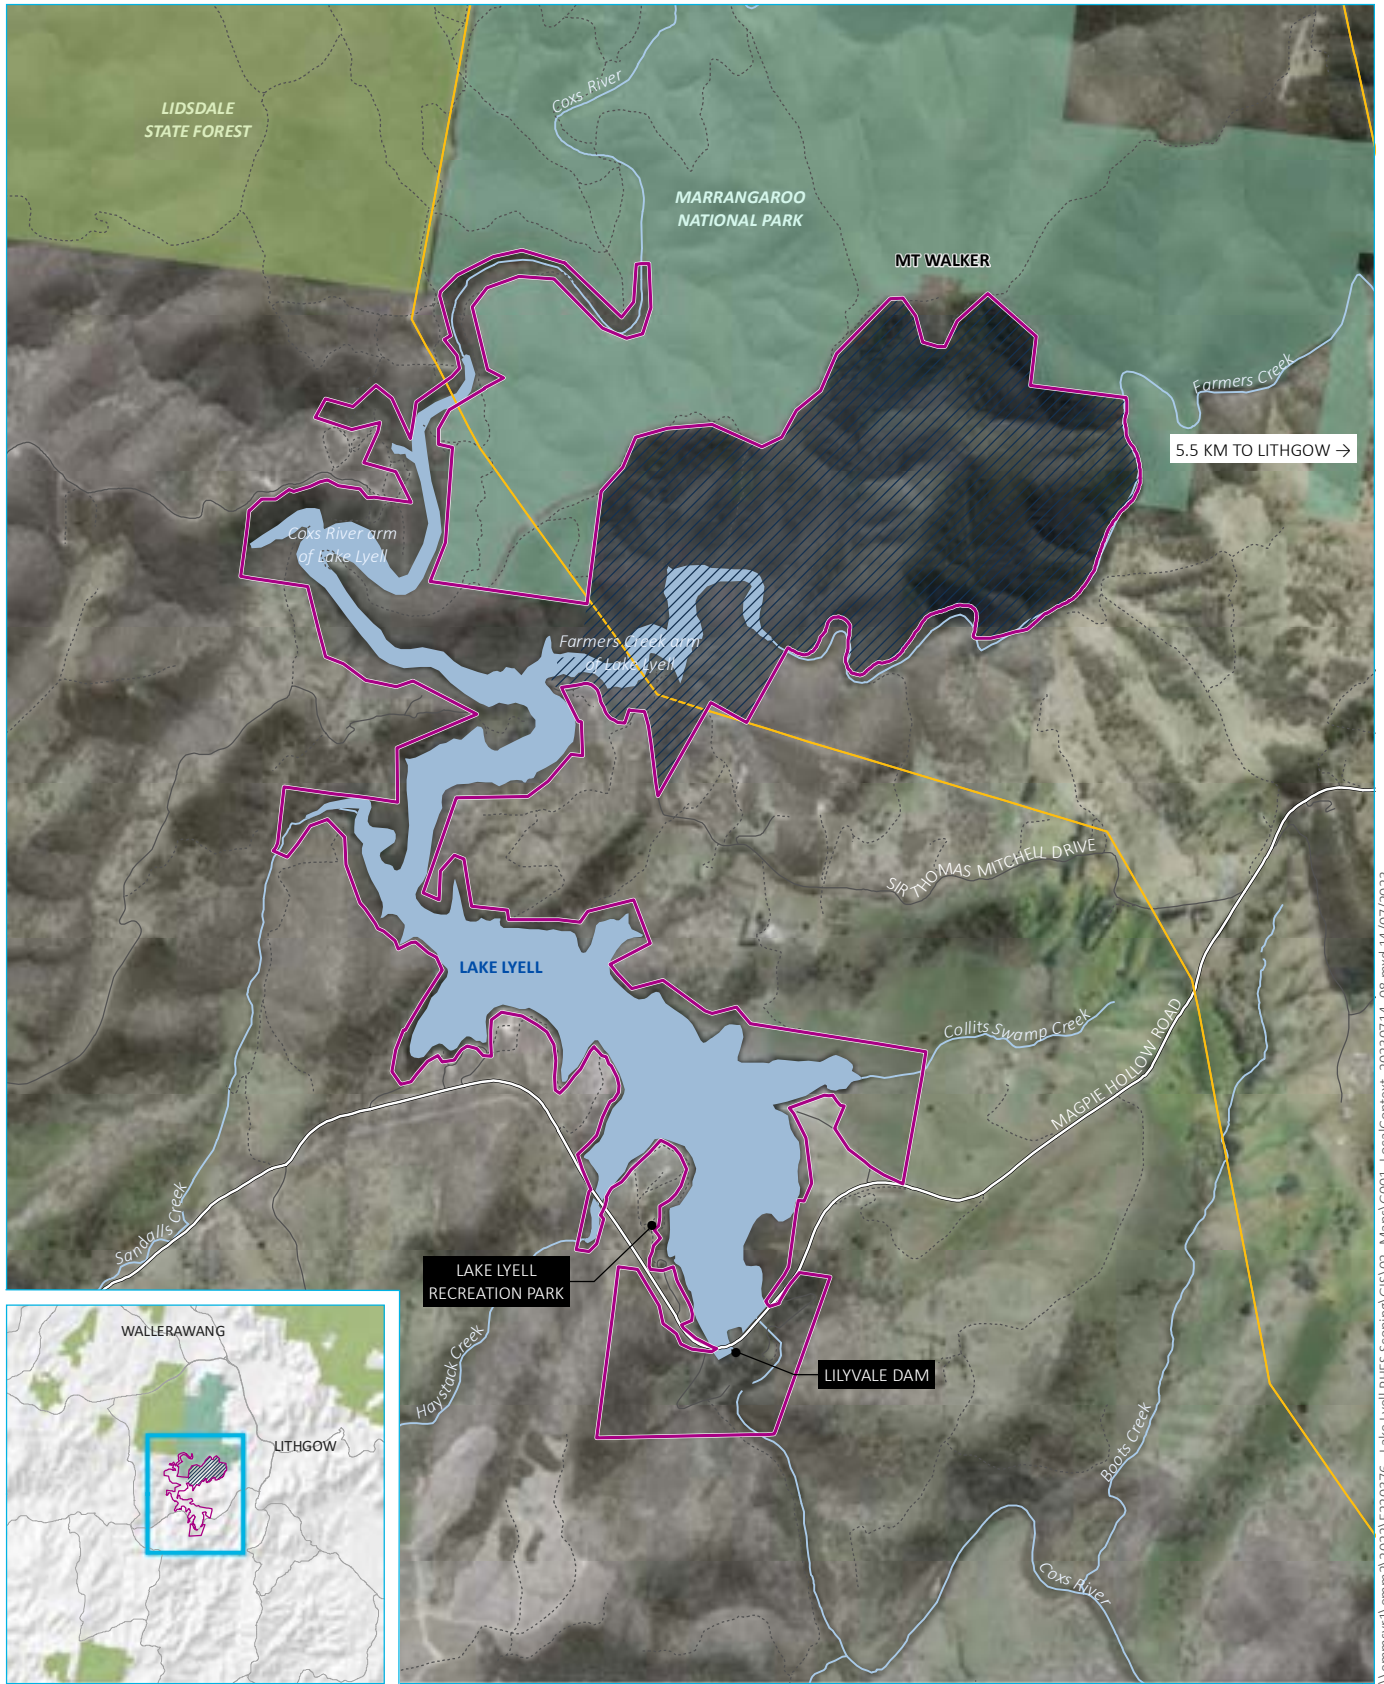 LIDSDALE
STATE FOREST
Coxs River
MARRANGAROO
NATIONAL PARK
MT WALKER
Farmers Creek
5.5 KM TO LITHGOW →
Coxs River arm
of Lake Lyell
Farmers Creek arm
of Lake Lyell
SIR THOMAS MITCHELL DRIVE
LAKE LYELL
Collits Swamp Creek
MAGPIE HOLLOW ROAD
Sandalls Creek
LAKE LYELL
RECREATION PARK
Haystack Creek
LILYVALE DAM
Boots Creek
Coxs River
WALLERAWANG
LITHGOW